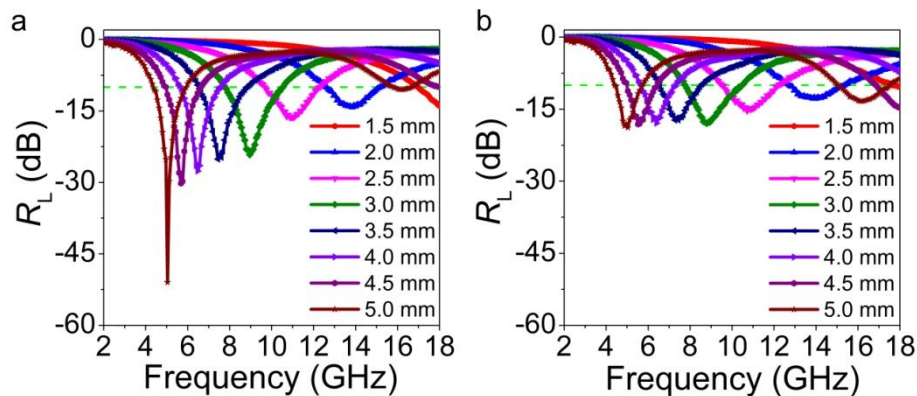 a
0
-15
-30
-45
-60
R_L (dB)
2 4 6 8 10 12 14 16 18
Frequency (GHz)
1.5 mm
2.0 mm
2.5 mm
3.0 mm
3.5 mm
4.0 mm
4.5 mm
5.0 mm
b
0
-15
-30
-45
-60
R_L (dB)
2 4 6 8 10 12 14 16 18
Frequency (GHz)
1.5 mm
2.0 mm
2.5 mm
3.0 mm
3.5 mm
4.0 mm
4.5 mm
5.0 mm